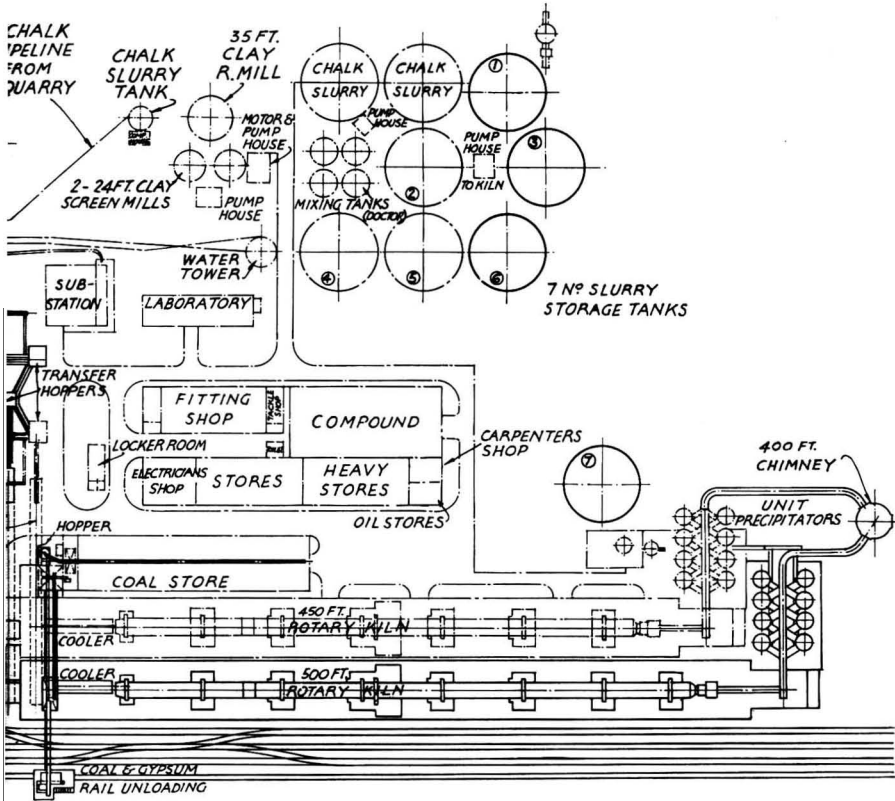 CHALK
IPELINE
FROM
QUARRY
CHALK
SLURRY
TANK
35 FT.
CLAY
R. MILL
MOTOR &
PUMP
HOUSE
2 - 24 FT. CLAY
SCREEN MILLS
PUMP
HOUSE
CHALK
SLURRY
CHALK
SLURRY
①
PUMP
HOUSE
PUMP
HOUSE
TO KILN
③
②
MIXING TANKS
(DOCTOR)
WATER
TOWER
④
⑤
⑥
7 Nº SLURRY
STORAGE TANKS
SUB-
STATION
LABORATORY
TRANSFER
HOPPERS
FITTING
SHOP
TACKLE
SHOP
COMPOUND
LOCKER ROOM
ELECTRICIANS
SHOP
STORES
HEAVY
STORES
CARPENTERS
SHOP
OIL STORES
⑦
400 FT.
CHIMNEY
UNIT
PRECIPITATORS
HOPPER
COAL STORE
COOLER
450 FT.
ROTARY KILN
COOLER
500 FT.
ROTARY KILN
COAL & GYPSUM
RAIL UNLOADING